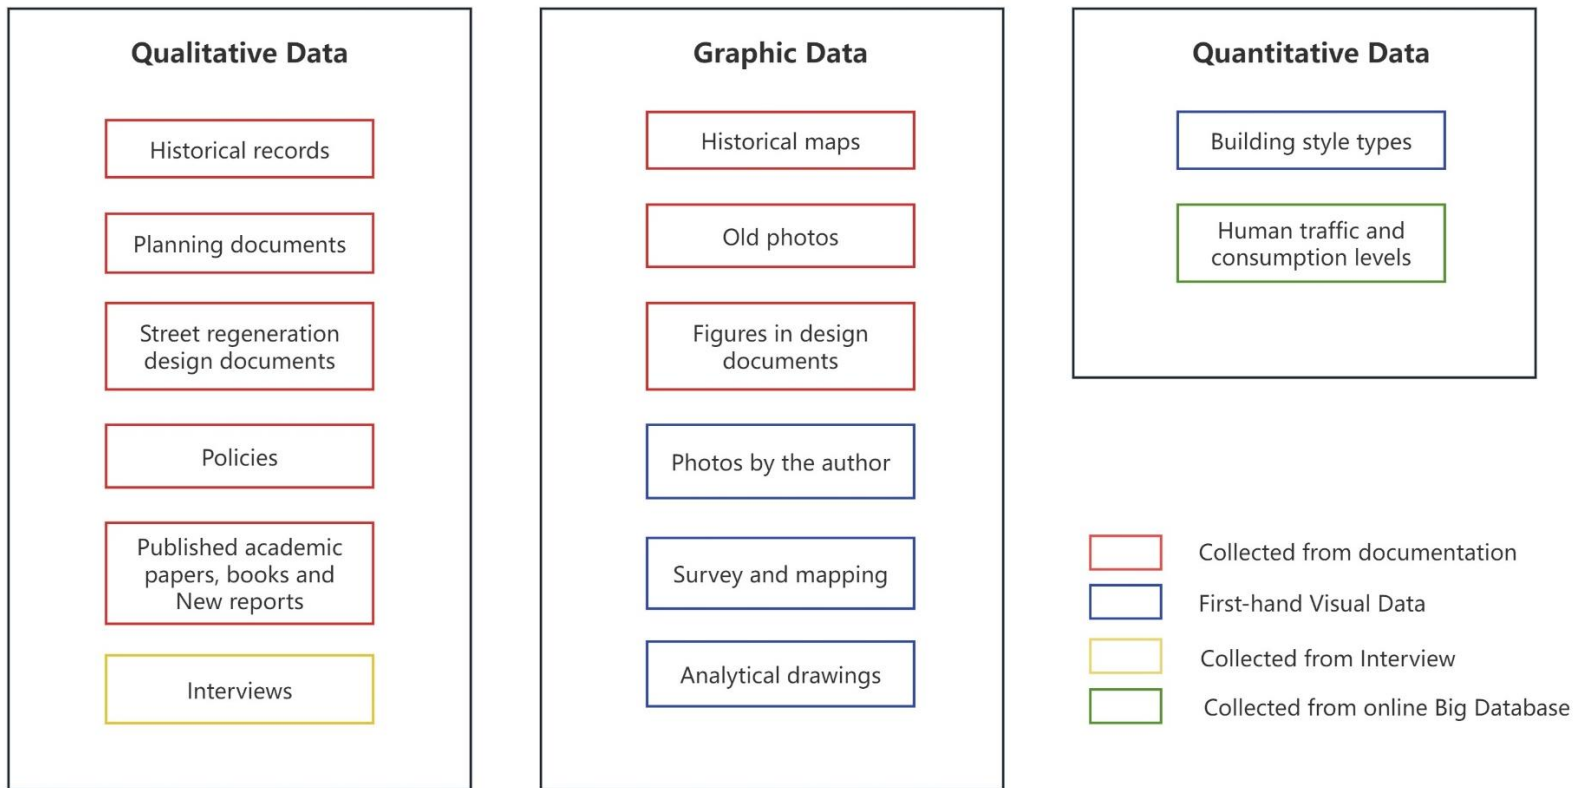 Qualitative Data
Historical records
Planning documents
Street regeneration
design documents
Policies
Published academic
papers, books and
New reports
Interviews
Graphic Data
Historical maps
Old photos
Figures in design
documents
Photos by the author
Survey and mapping
Analytical drawings
Quantitative Data
Building style types
Human traffic and
consumption levels
Collected from documentation
First-hand Visual Data
Collected from Interview
Collected from online Big Database